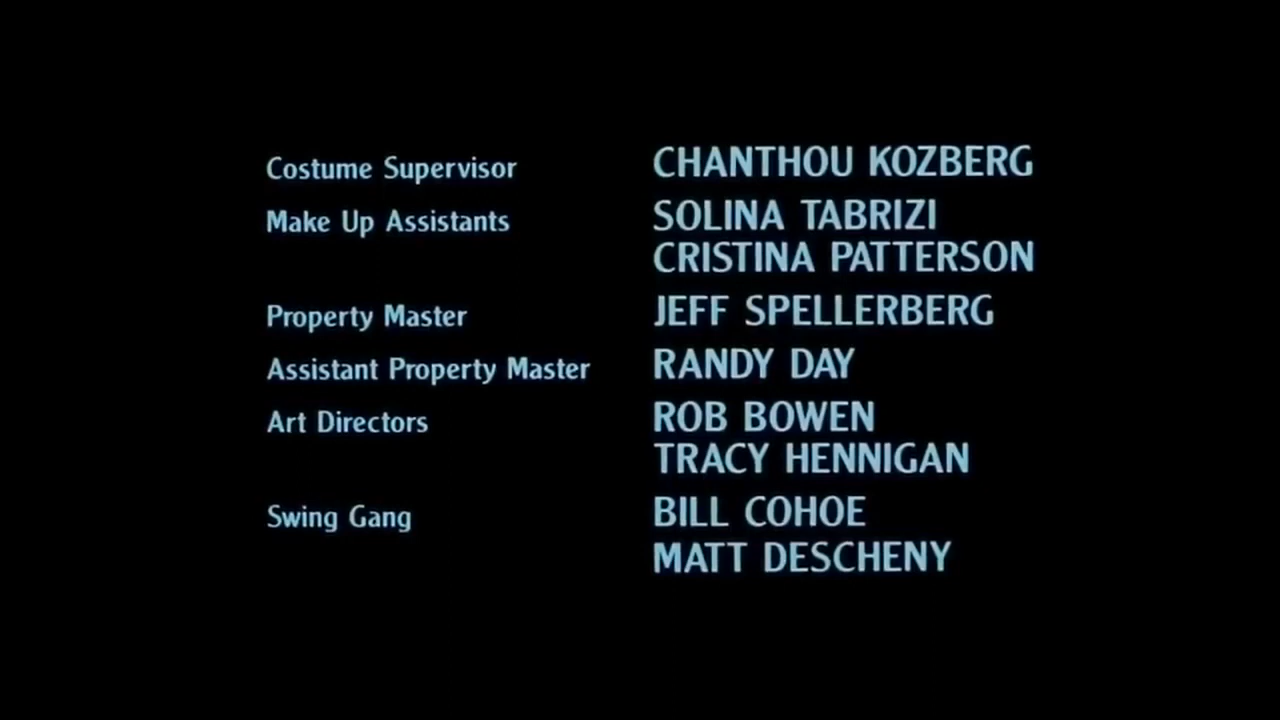 Costume Supervisor CHANTHOU KOZBERG
Make Up Assistants SOLINA TABRIZI
CRISTINA PATTERSON
Property Master JEFF SPELLERBERG
Assistant Property Master RANDY DAY
Art Directors ROB BOWEN
TRACY HENNIGAN
Swing Gang BILL COHOE
MATT DESCHENY